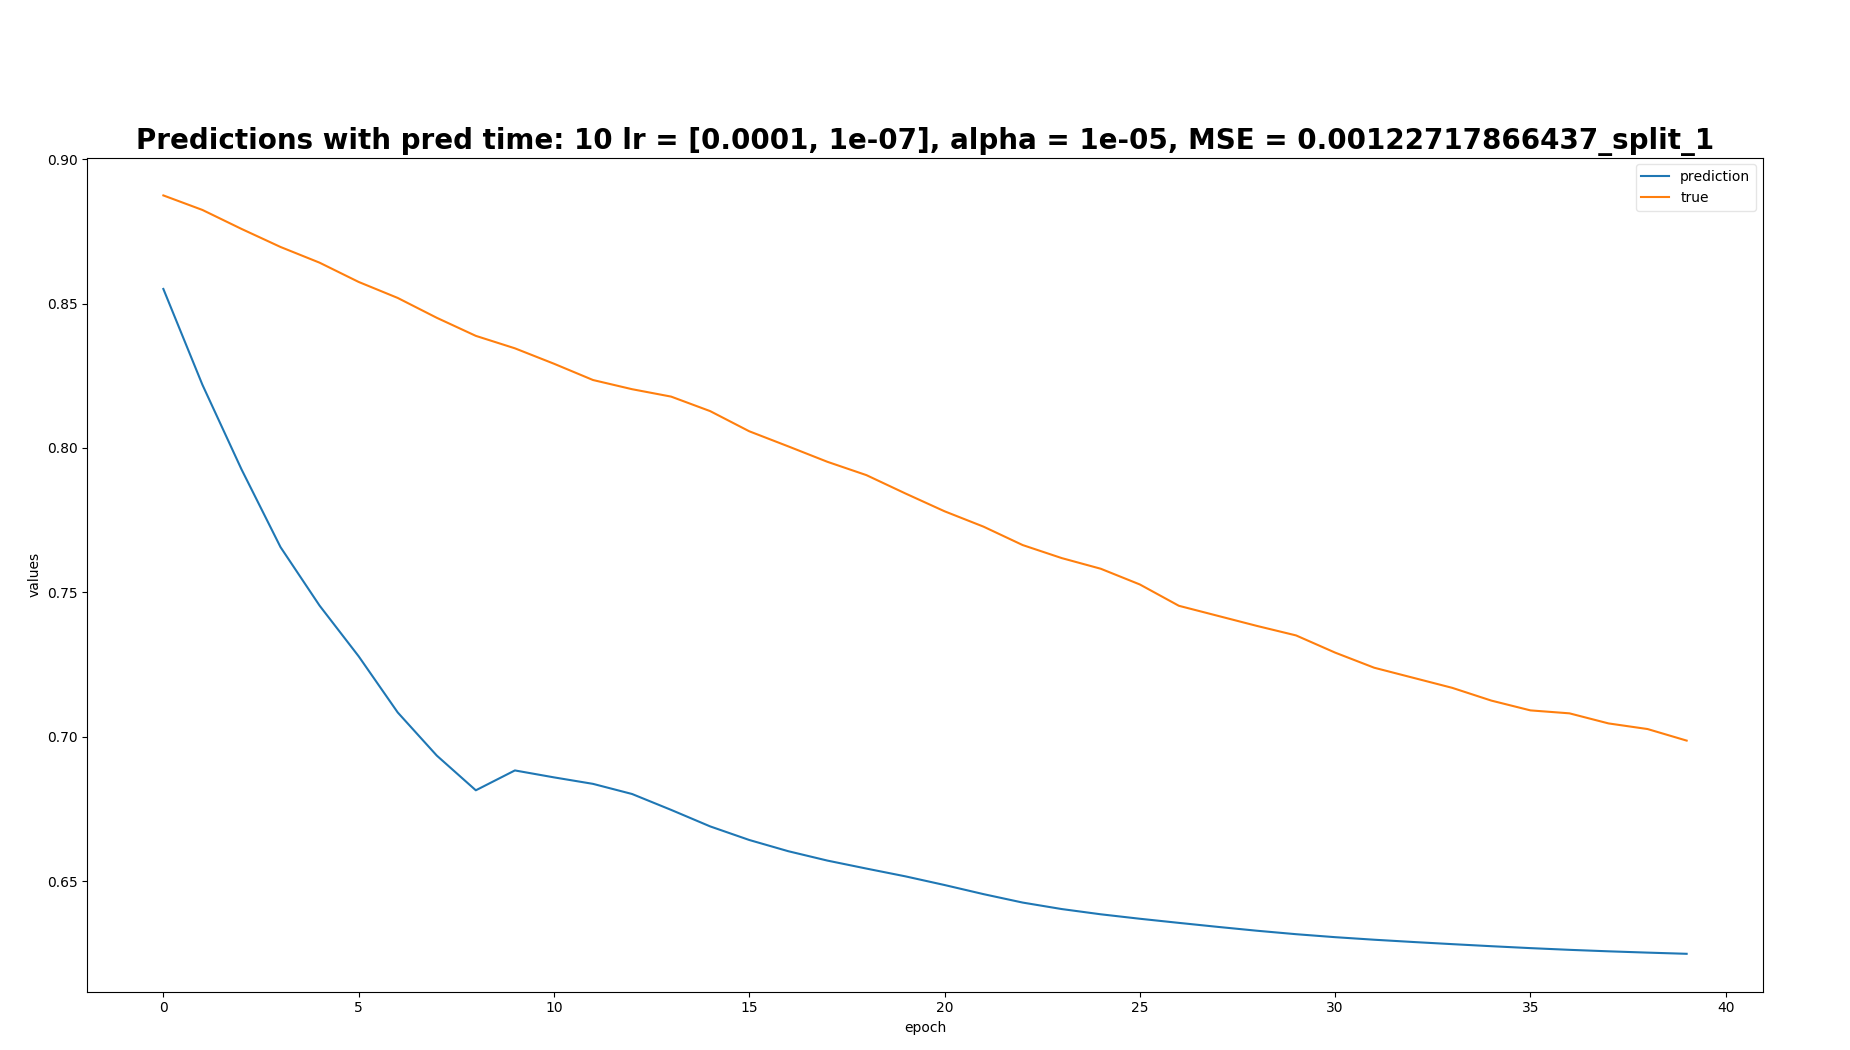 Predictions with pred time: 10 lr = [0.0001, 1e-07], alpha = 1e-05, MSE = 0.00122717866437_split_1
prediction
true
0.90
0.85
0.80
0.75
0.70
0.65
values
0 5 10 15 20 25 30 35 40
epoch